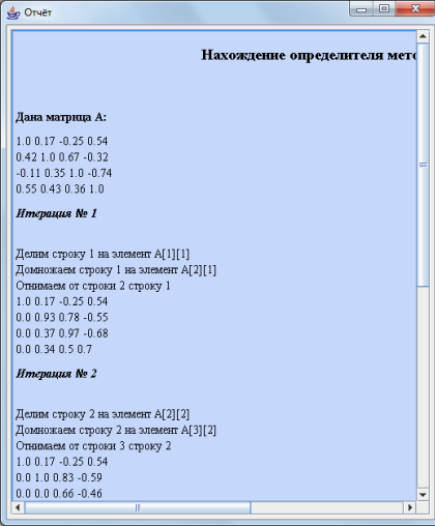 Отчёт
Нахождение определителя мето
Дана матрица А:
1.0 0.17 -0.25 0.54
0.42 1.0 0.67 -0.32
-0.11 0.35 1.0 -0.74
0.55 0.43 0.36 1.0
Итерация № 1
Делим строку 1 на элемент A[1][1]
Домножаем строку 1 на элемент A[2][1]
Отнимаем от строки 2 строку 1
1.0 0.17 -0.25 0.54
0.0 0.93 0.78 -0.55
0.0 0.37 0.97 -0.68
0.0 0.34 0.5 0.7
Итерация № 2
Делим строку 2 на элемент A[2][2]
Домножаем строку 2 на элемент A[3][2]
Отнимаем от строки 3 строку 2
1.0 0.17 -0.25 0.54
0.0 1.0 0.83 -0.59
0.0 0.0 0.66 -0.46